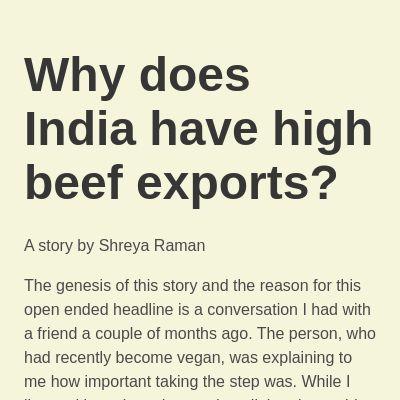 Why does
India have high
beef exports?
A story by Shreya Raman
The genesis of this story and the reason for this
open ended headline is a conversation I had with
a friend a couple of months ago. The person, who
had recently become vegan, was explaining to
me how important taking the step was. While I